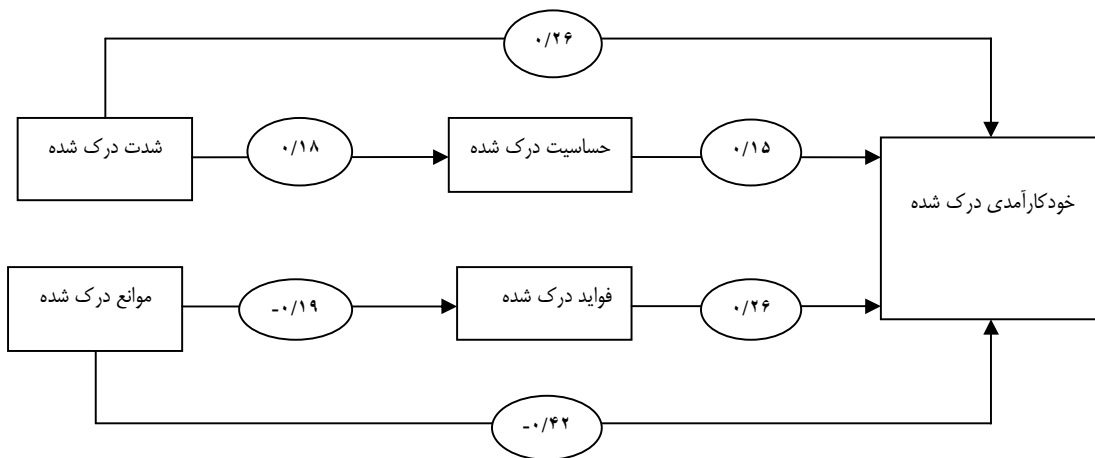 ۰/۲۶
شدت درک شده
۰/۱۸
حساسیت درک شده
۰/۱۵
خودکارآمدی درک شده
موانع درک شده
-۰/۱۹
فواید درک شده
۰/۲۶
-۰/۴۲